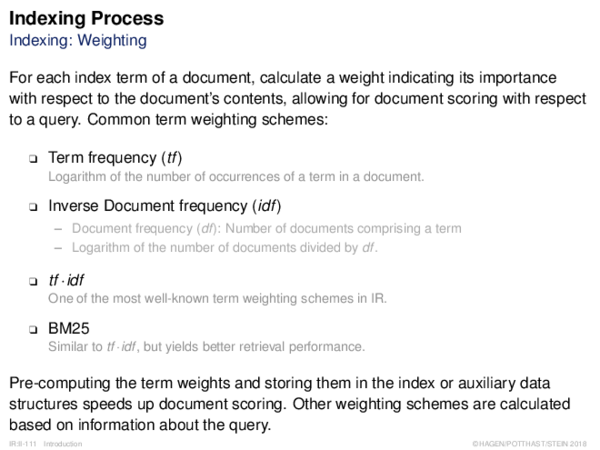 Indexing Process
Indexing: Weighting
For each index term of a document, calculate a weight indicating its importance
with respect to the document's contents, allowing for document scoring with respect
to a query. Common term weighting schemes:
❑ Term frequency (tf)
Logarithm of the number of occurrences of a term in a document.
❑ Inverse Document frequency (idf)
– Document frequency (df): Number of documents comprising a term
– Logarithm of the number of documents divided by df.
❑ tf·idf
One of the most well-known term weighting schemes in IR.
❑ BM25
Similar to tf·idf, but yields better retrieval performance.
Pre-computing the term weights and storing them in the index or auxiliary data
structures speeds up document scoring. Other weighting schemes are calculated
based on information about the query.
IR:II-111 Introduction ©HAGEN/POTTHAST/STEIN 2018